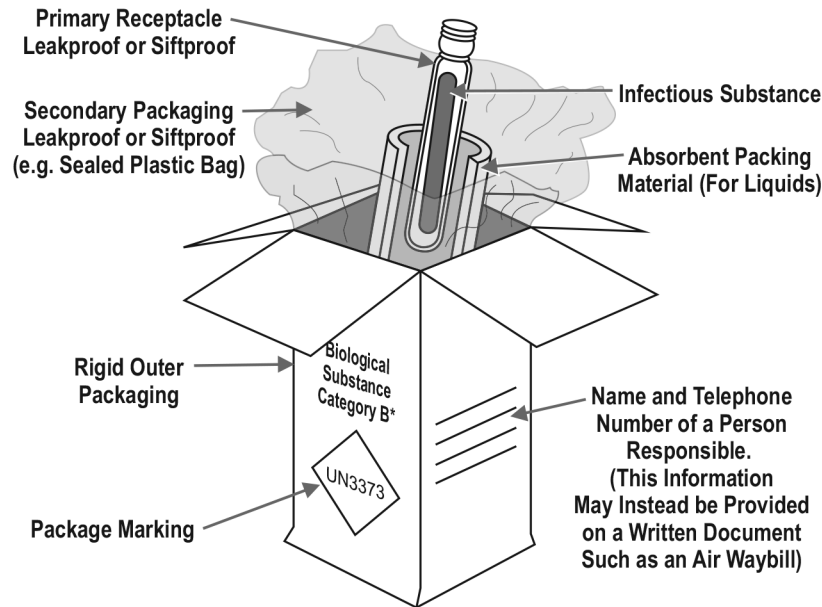 Primary Receptacle
Leakproof or Siftproof
Infectious Substance
Secondary Packaging
Leakproof or Siftproof
(e.g. Sealed Plastic Bag)
Absorbent Packing
Material (For Liquids)
Rigid Outer
Packaging
Biological
Substance
Category B*
Name and Telephone
Number of a Person
Responsible.
(This Information
May Instead be Provided
on a Written Document
Such as an Air Waybill)
UN3373
Package Marking